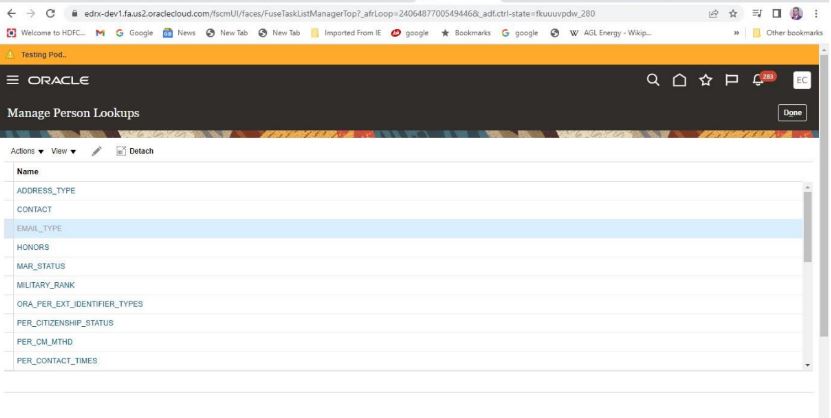 edrx-dev1.fa.us2.oraclecloud.com/fscmUI/faces/FuseTaskListManagerTop?_afrLoop=24064877005494468&_adf.ctrl-state=fkuuuvpdw_280
Welcome to HDFC... Google News New Tab New Tab Imported From IE google Bookmarks google W AGL Energy - Wikip... » Other bookmarks
Testing Pod..
ORACLE 283 EC
Manage Person Lookups Done
Actions View Detach
Name
ADDRESS_TYPE
CONTACT
EMAIL_TYPE
HONORS
MAR_STATUS
MILITARY_RANK
ORA_PER_EXT_IDENTIFIER_TYPES
PER_CITIZENSHIP_STATUS
PER_CM_MTHD
PER_CONTACT_TIMES